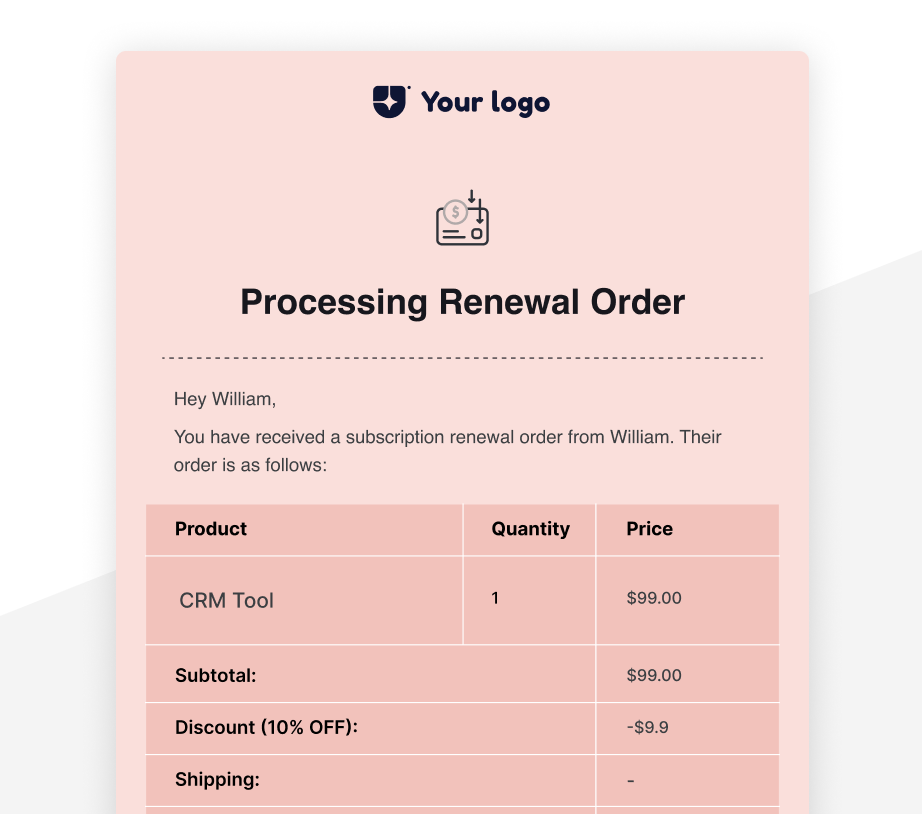 Your logo
$
Processing Renewal Order
Hey William,
You have received a subscription renewal order from William. Their
order is as follows:
Product Quantity Price
CRM Tool 1 $99.00
Subtotal: $99.00
Discount (10% OFF): -$9.9
Shipping: -